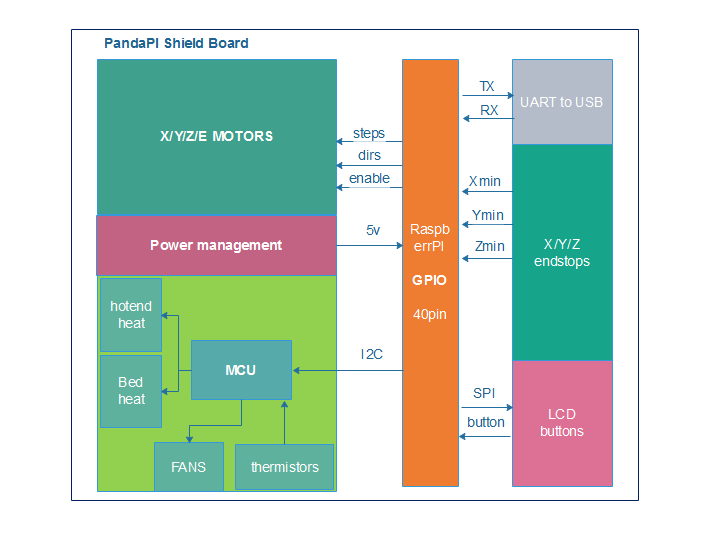 PandaPI Shield Board
X/Y/Z/E MOTORS
steps
dirs
enable
Power management
5v
hotend
heat
Bed
heat
MCU
I2C
FANS
thermistors
Raspb
errPI
GPIO
40pin
TX
RX
UART to USB
Xmin
Ymin
Zmin
X/Y/Z
endstops
SPI
button
LCD
buttons